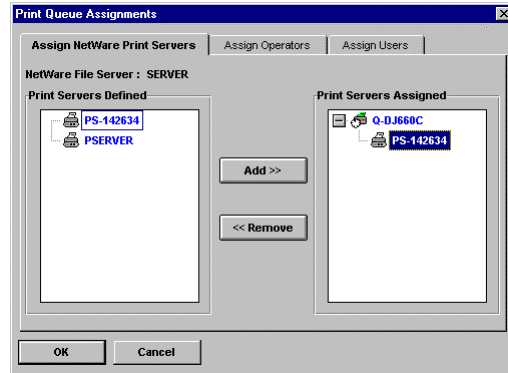 Print Queue Assignments
Assign NetWare Print Servers Assign Operators Assign Users
NetWare File Server : SERVER
Print Servers Defined Print Servers Assigned
PS-142634 Q-DJ660C
PSERVER PS-142634
Add >>
<< Remove
OK Cancel